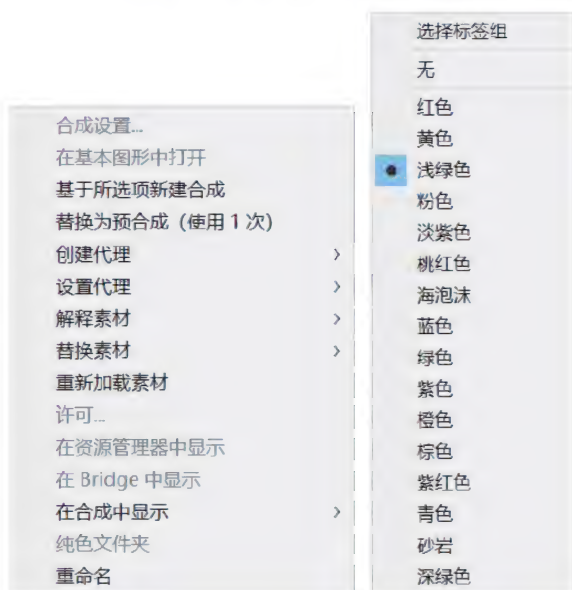 合成设置...
在基本图形中打开
基于所选项新建合成
替换为预合成（使用 1 次）
创建代理
设置代理
解释素材
替换素材
重新加载素材
许可...
在资源管理器中显示
在 Bridge 中显示
在合成中显示
纯色文件夹
重命名
选择标签组
无
红色
黄色
浅绿色
粉色
淡紫色
桃红色
海泡沫
蓝色
绿色
紫色
橙色
棕色
紫红色
青色
砂岩
深绿色